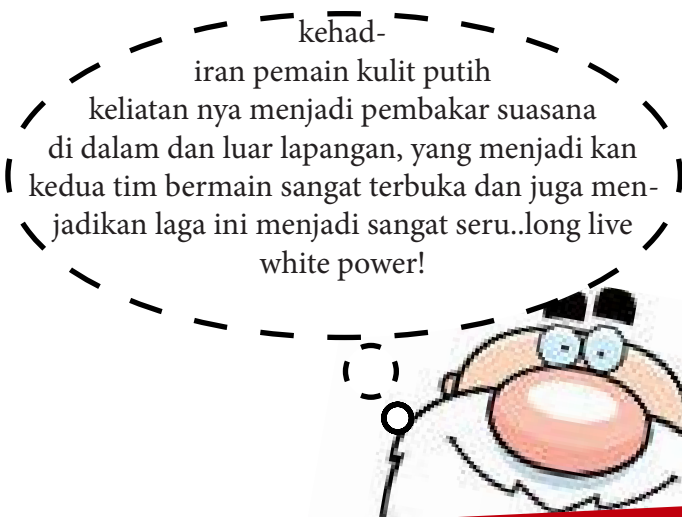 kehad-
iran pemain kulit putih
keliatan nya menjadi pembakar suasana
di dalam dan luar lapangan, yang menjadi kan
kedua tim bermain sangat terbuka dan juga men-
jadikan laga ini menjadi sangat seru..long live
white power!